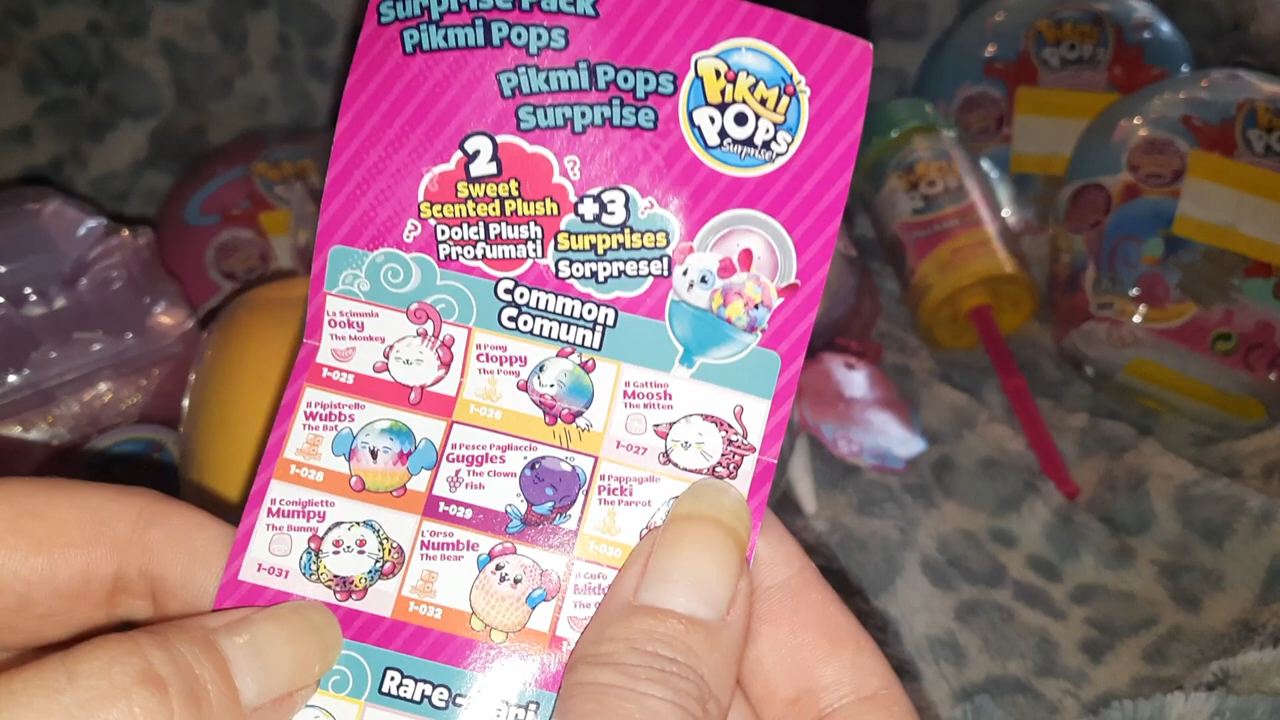 Surprise Pack
Pikmi Pops
Pikmi Pops
Surprise
PiKMi
POPS
Surprise!
2
Sweet
Scented Plush
Dolci Plush
Profumati
+3
Surprises
Sorprese!
Common
Comuni
La Scimmia
Ooky
The Monkey
1-025
Il Pony
Cloppy
The Pony
1-026
Il Gattino
Moosh
The Kitten
1-027
Il Pipistrello
Wubbs
The Bat
1-028
Il Pesce Pagliaccio
Guggles
The Clown
Fish
1-029
Il Pappagallo
Picki
The Parrot
1-030
Il Coniglietto
Mumpy
The Bunny
1-031
L'Orso
Numble
The Bear
1-032
Il Gufo
Rare